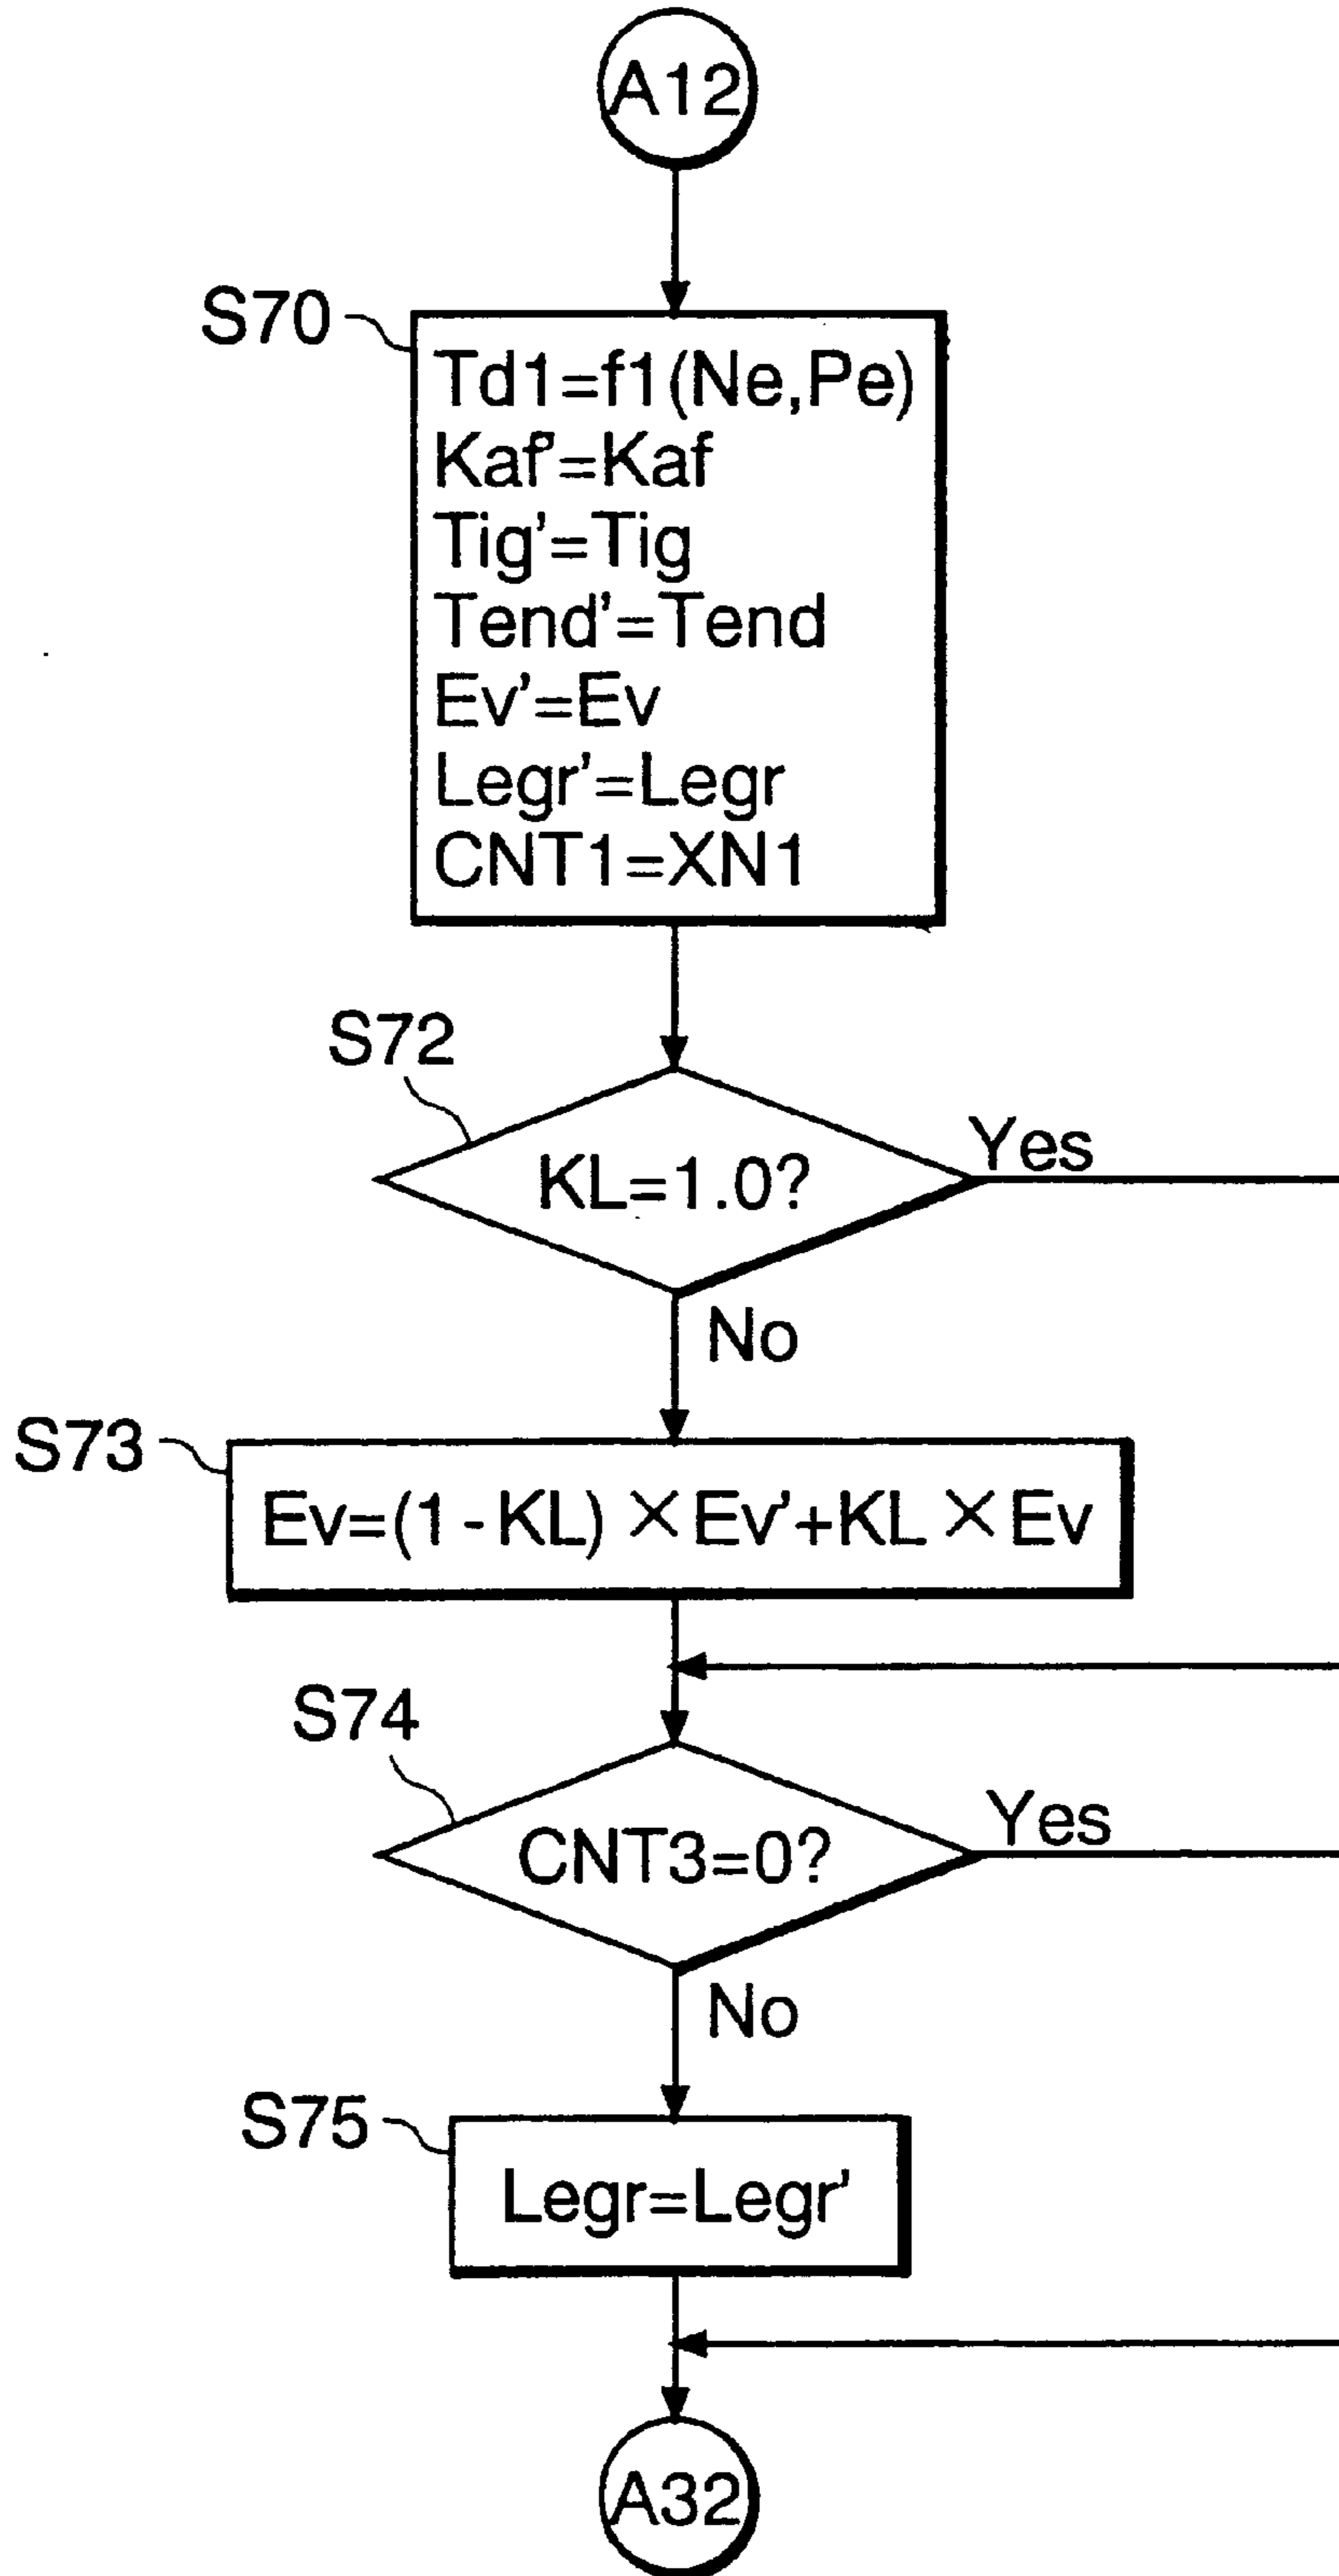 A12
S70
Td1=f1(Ne,Pe)
Kaf'=Kaf
Tig'=Tig
Tend'=Tend
Ev'=Ev
Legr'=Legr
CNT1=XN1
S72
KL=1.0?
Yes
No
S73
Ev=(1-KL)×Ev'+KL×Ev
S74
CNT3=0?
Yes
No
S75
Legr=Legr'
A32